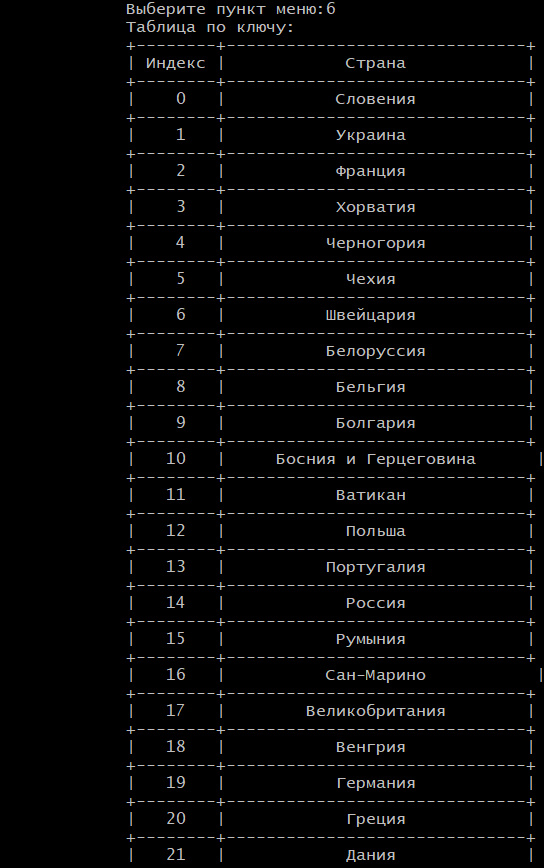 Выберите пункт меню:6
Таблица по ключу:
Индекс Страна
0 Словения
1 Украина
2 Франция
3 Хорватия
4 Черногория
5 Чехия
6 Швейцария
7 Белоруссия
8 Бельгия
9 Болгария
10 Босния и Герцеговина
11 Ватикан
12 Польша
13 Португалия
14 Россия
15 Румыния
16 Сан-Марино
17 Великобритания
18 Венгрия
19 Германия
20 Греция
21 Дания